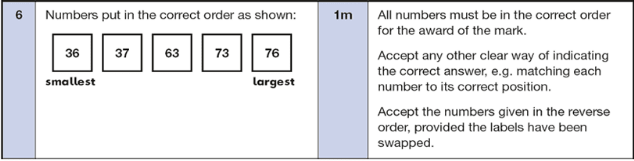 6 Numbers put in the correct order as shown: 1m All numbers must be in the correct order
for the award of the mark.
36 37 63 73 76
smallest largest
Accept any other clear way of indicating
the correct answer, e.g. matching each
number to its correct position.
Accept the numbers given in the reverse
order, provided the labels have been
swapped.